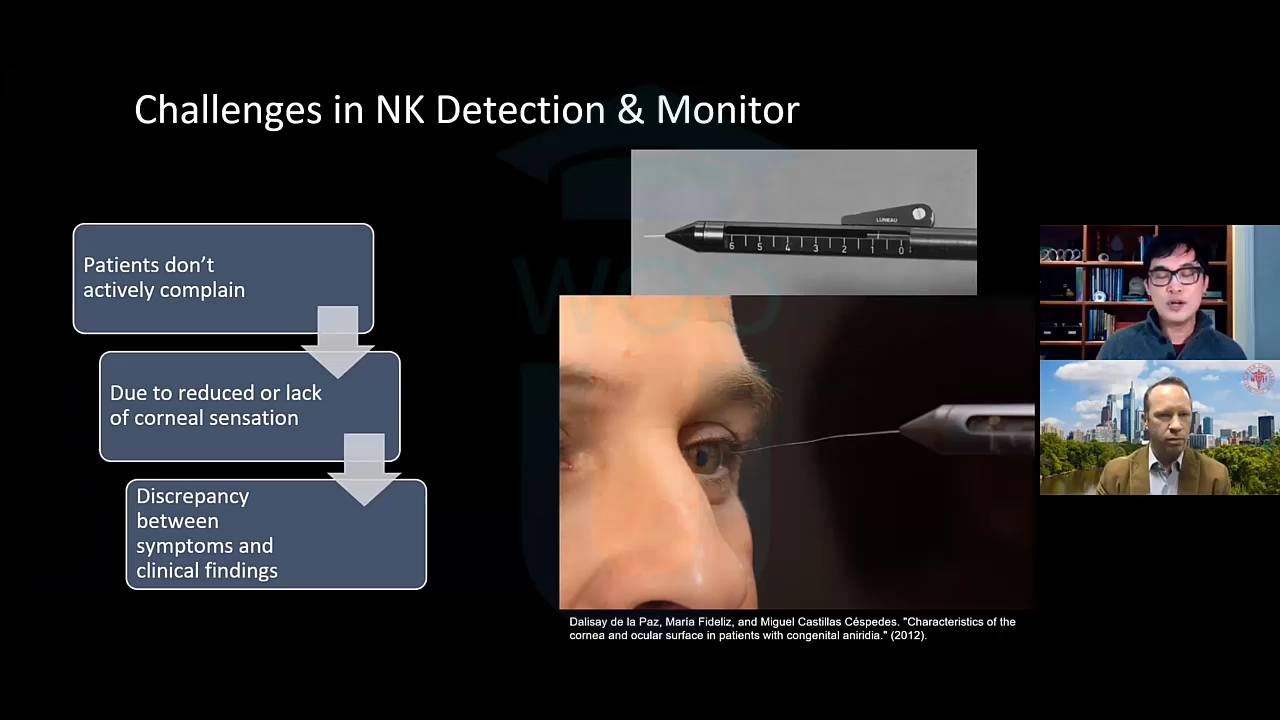 Challenges in NK Detection & Monitor
Patients don't
actively complain
Due to reduced or lack
of corneal sensation
Discrepancy
between
symptoms and
clinical findings
LUNEAU
6 5 4 3 2 1 0
WOO
Dalisay de la Paz, María Fideliz, and Miguel Castillas Céspedes. "Characteristics of the
cornea and ocular surface in patients with congenital aniridia." (2012).